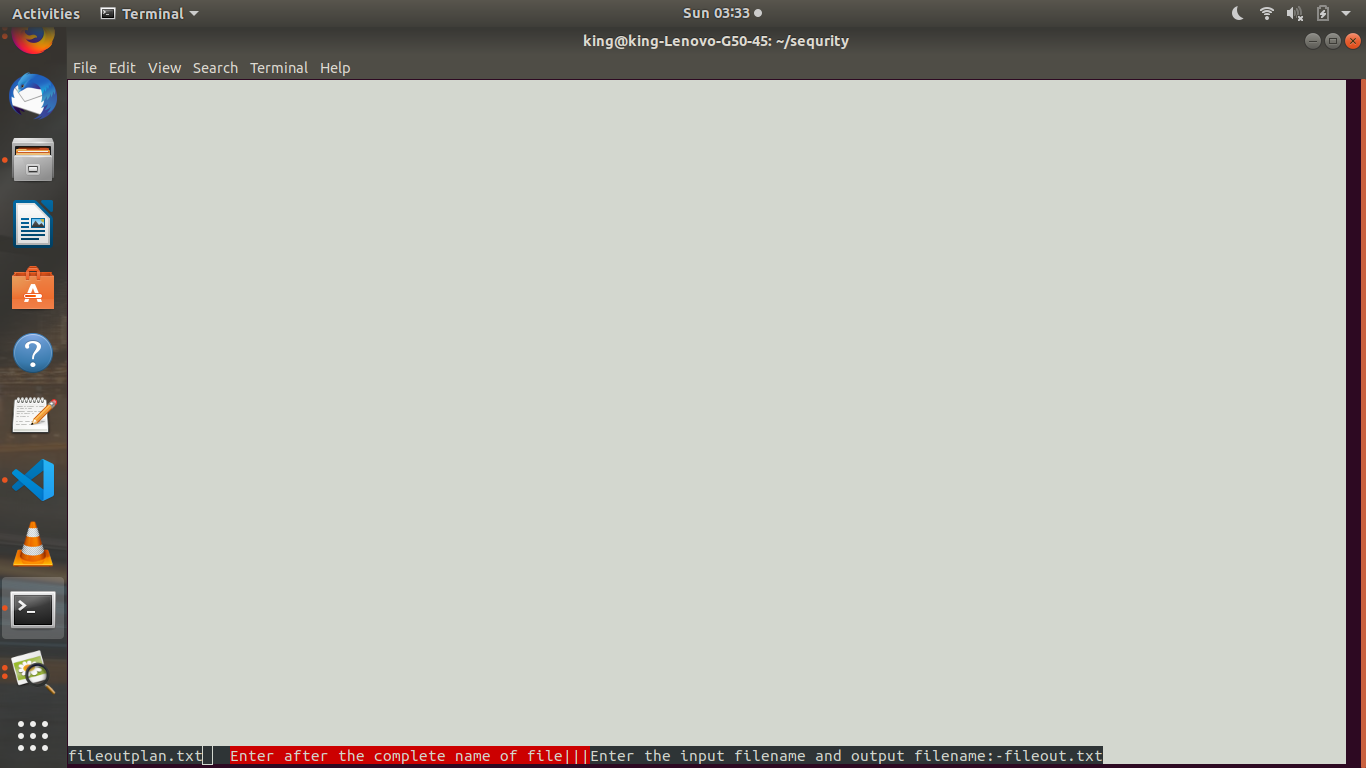 Activities Terminal Sun 03:33
king@king-Lenovo-G50-45: ~/sequrity
File Edit View Search Terminal Help
fileoutplan.txt Enter after the complete name of file|||Enter the input filename and output filename:-fileout.txt